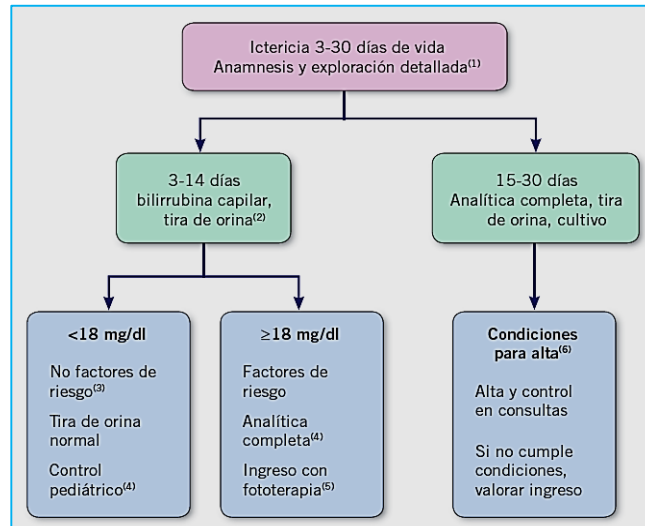 Ictericia 3-30 días de vida
Anamnesis y exploración detallada(1)
3-14 días
bilirrubina capilar,
tira de orina(2)
15-30 días
Analítica completa, tira
de orina, cultivo
<18 mg/dl
No factores de
riesgo(3)
Tira de orina
normal
Control
pediátrico(4)
≥18 mg/dl
Factores de
riesgo
Analítica
completa(4)
Ingreso con
fototerapia(5)
Condiciones
para alta(6)
Alta y control
en consultas
Si no cumple
condiciones,
valorar ingreso